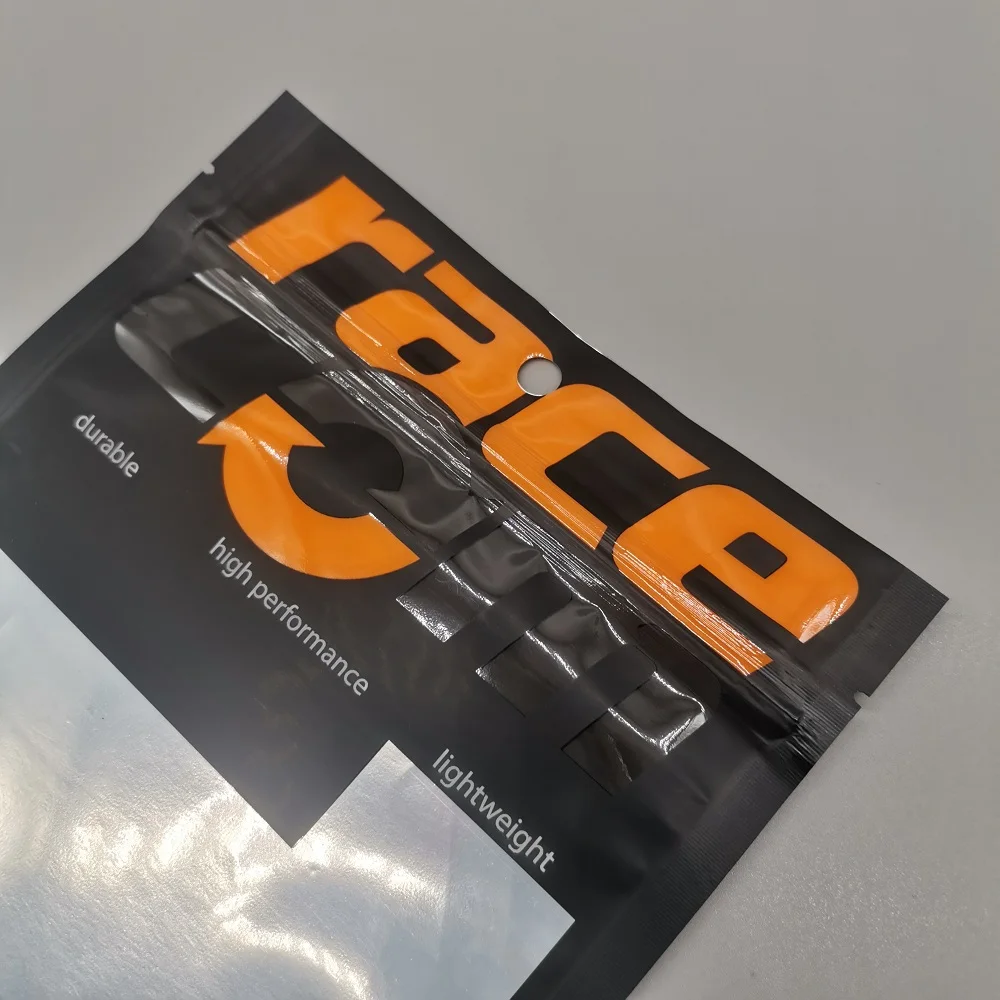 race
durable
high performance
lightweight